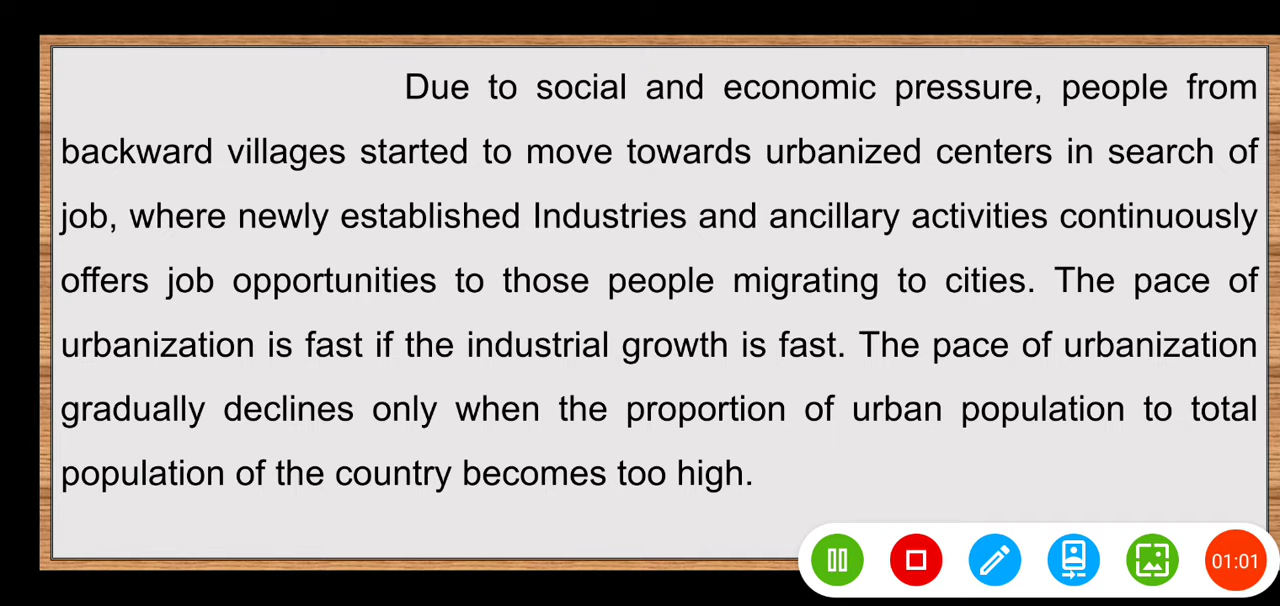 Due to social and economic pressure, people from
backward villages started to move towards urbanized centers in search of
job, where newly established Industries and ancillary activities continuously
offers job opportunities to those people migrating to cities. The pace of
urbanization is fast if the industrial growth is fast. The pace of urbanization
gradually declines only when the proportion of urban population to total
population of the country becomes too high.
01:01